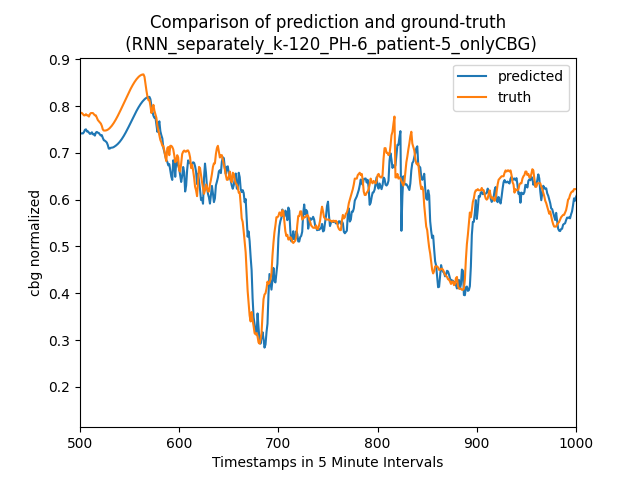 Comparison of prediction and ground-truth
(RNN_separately_k-120_PH-6_patient-5_onlyCBG)
predicted
truth
0.9
0.8
0.7
0.6
0.5
0.4
0.3
0.2
cbg normalized
500 600 700 800 900 1000
Timestamps in 5 Minute Intervals